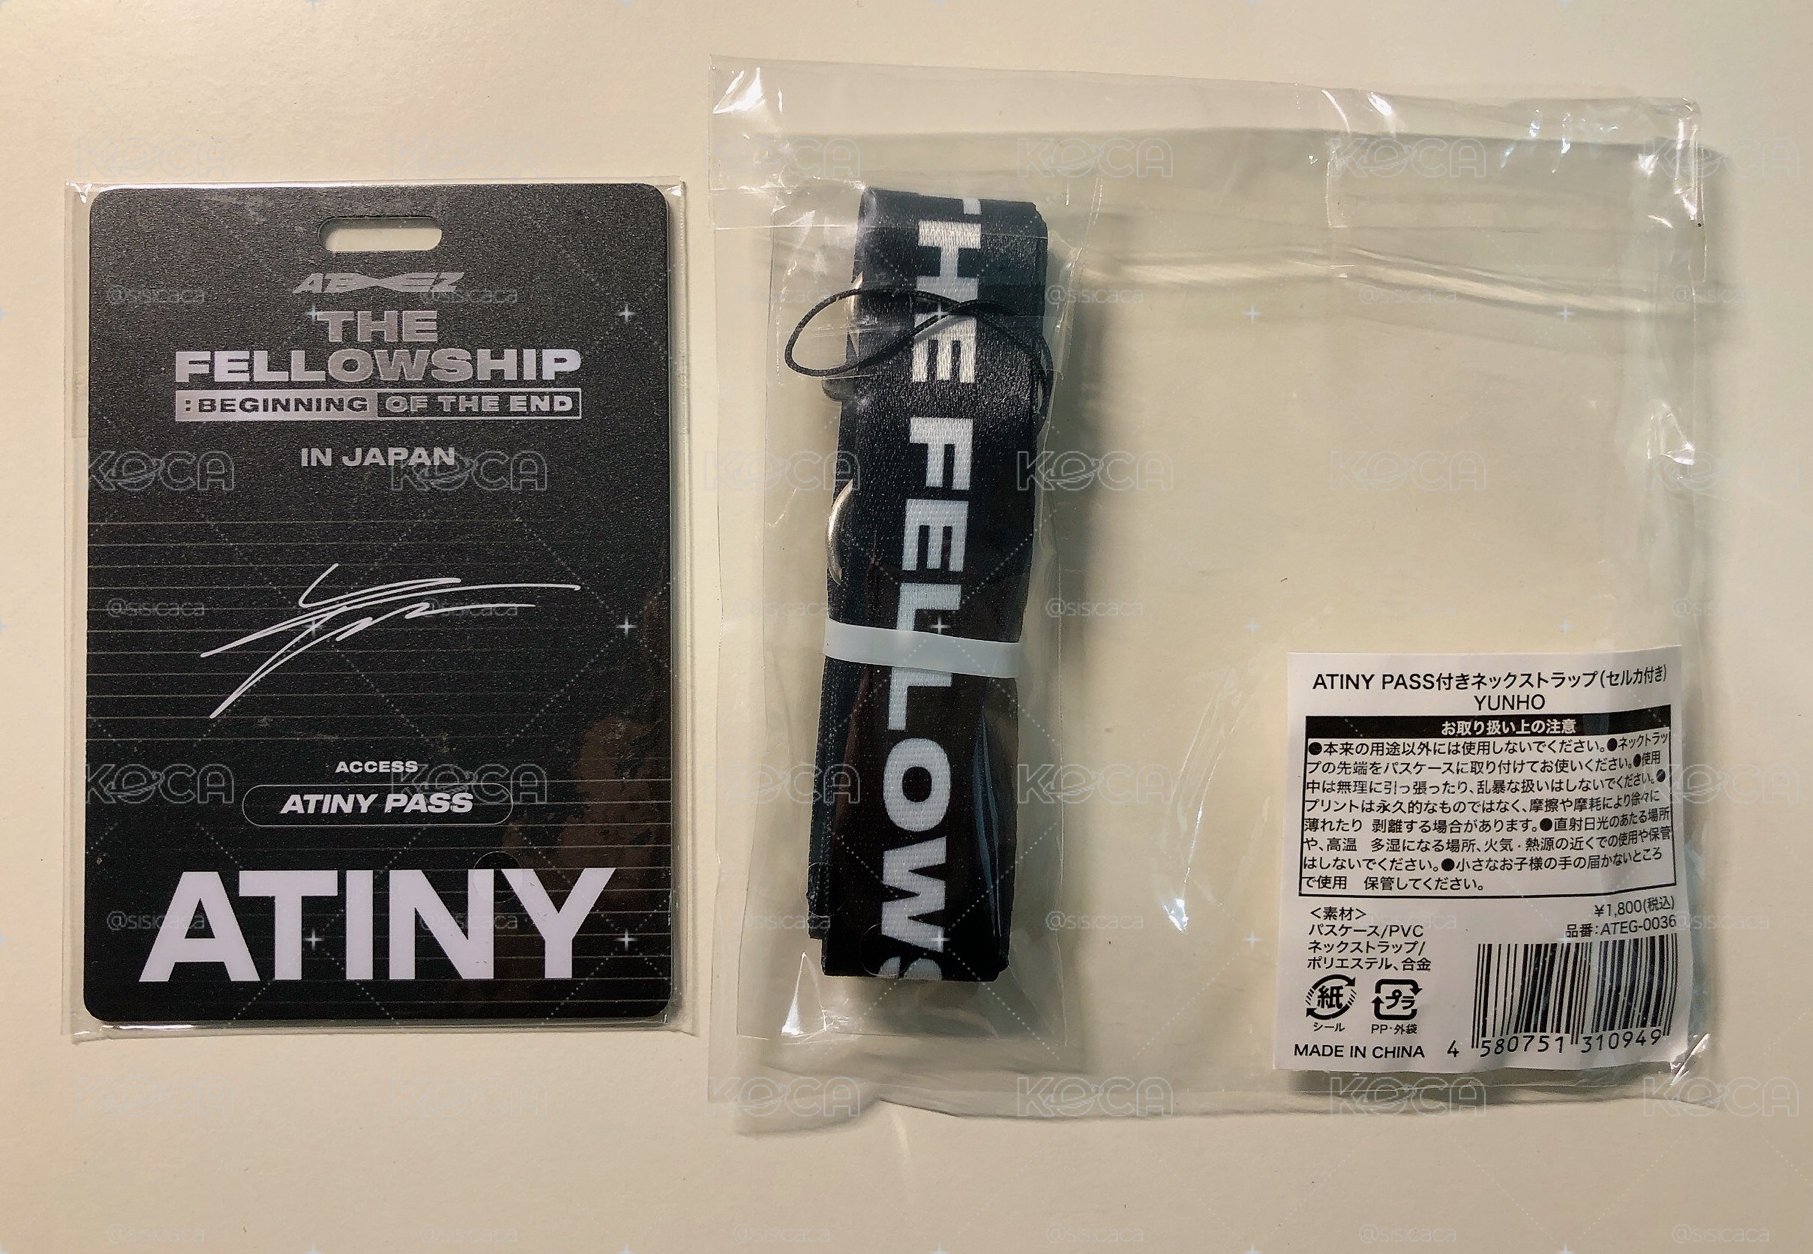 ATEEZ
THE
FELLOWSHIP
:BEGINNING OF THE END
IN JAPAN
ACCESS
ATINY PASS
ATINY
THE FELLOWS
ATINY PASS付きネックストラップ(セルカ付き)
YUNHO
お取り扱い上の注意
●本来の用途以外には使用しないでください。●ネックトラッ
プの先端をパスケースに取り付けてお使いください。●使用
中は無理に引っ張ったり、乱暴な扱いはしないでください。●
プリントは永久的なものではなく、摩擦や摩耗により徐々に
薄れたり 剥離する場合があります。●直射日光のあたる場所
や、高温 多湿になる場所、火気・熱源の近くでの使用や保管
はしないでください。●小さなお子様の手の届かないところ
で使用 保管してください。
¥1,800(税込)
品番:ATEG-0036
<素材>
パスケース/PVC
ネックストラップ/
ポリエステル、合金
紙 プラ
シール PP・外袋
MADE IN CHINA
4 580751 310949
KOCA
@sisicaca